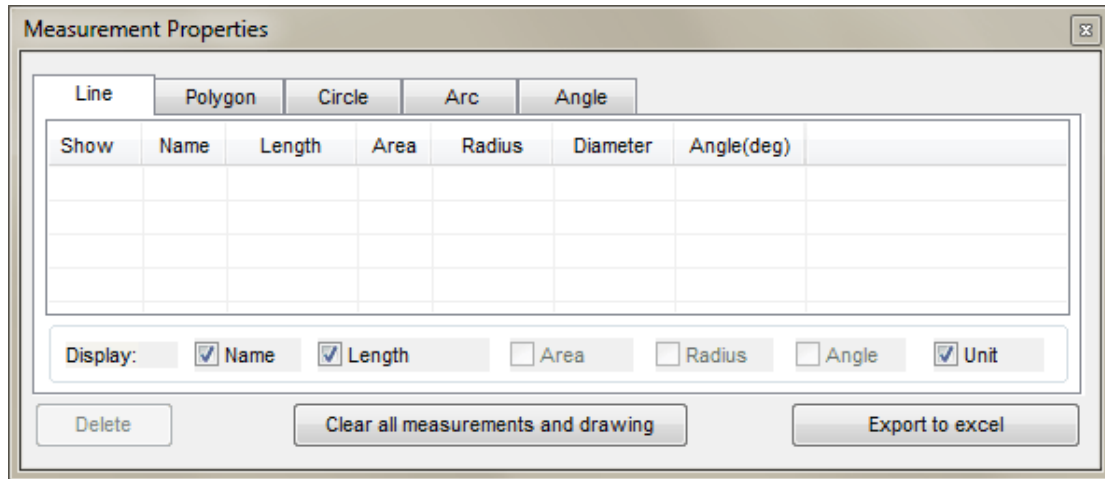 Measurement Properties
Line Polygon Circle Arc Angle
Show Name Length Area Radius Diameter Angle(deg)
Display: Name Length Area Radius Angle Unit
Delete Clear all measurements and drawing Export to excel